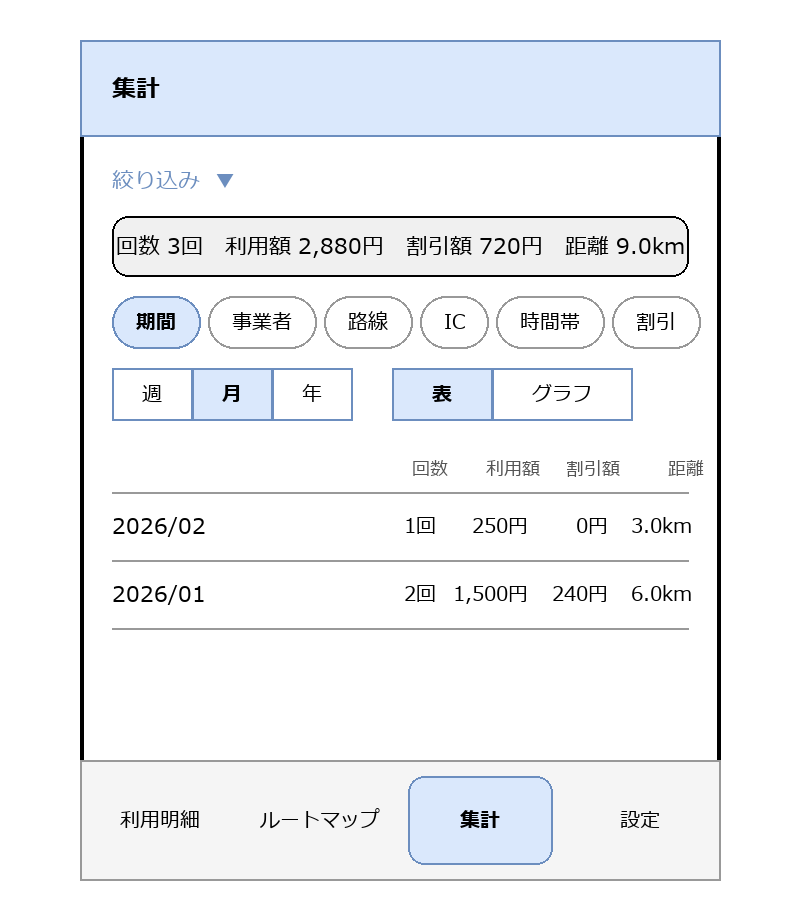 集計
絞り込み ▼
回数 3回 利用額 2,880円 割引額 720円 距離 9.0km
期間 事業者 路線 IC 時間帯 割引
週 月 年 表 グラフ
回数 利用額 割引額 距離
2026/02 1回 250円 0円 3.0km
2026/01 2回 1,500円 240円 6.0km
利用明細 ルートマップ 集計 設定